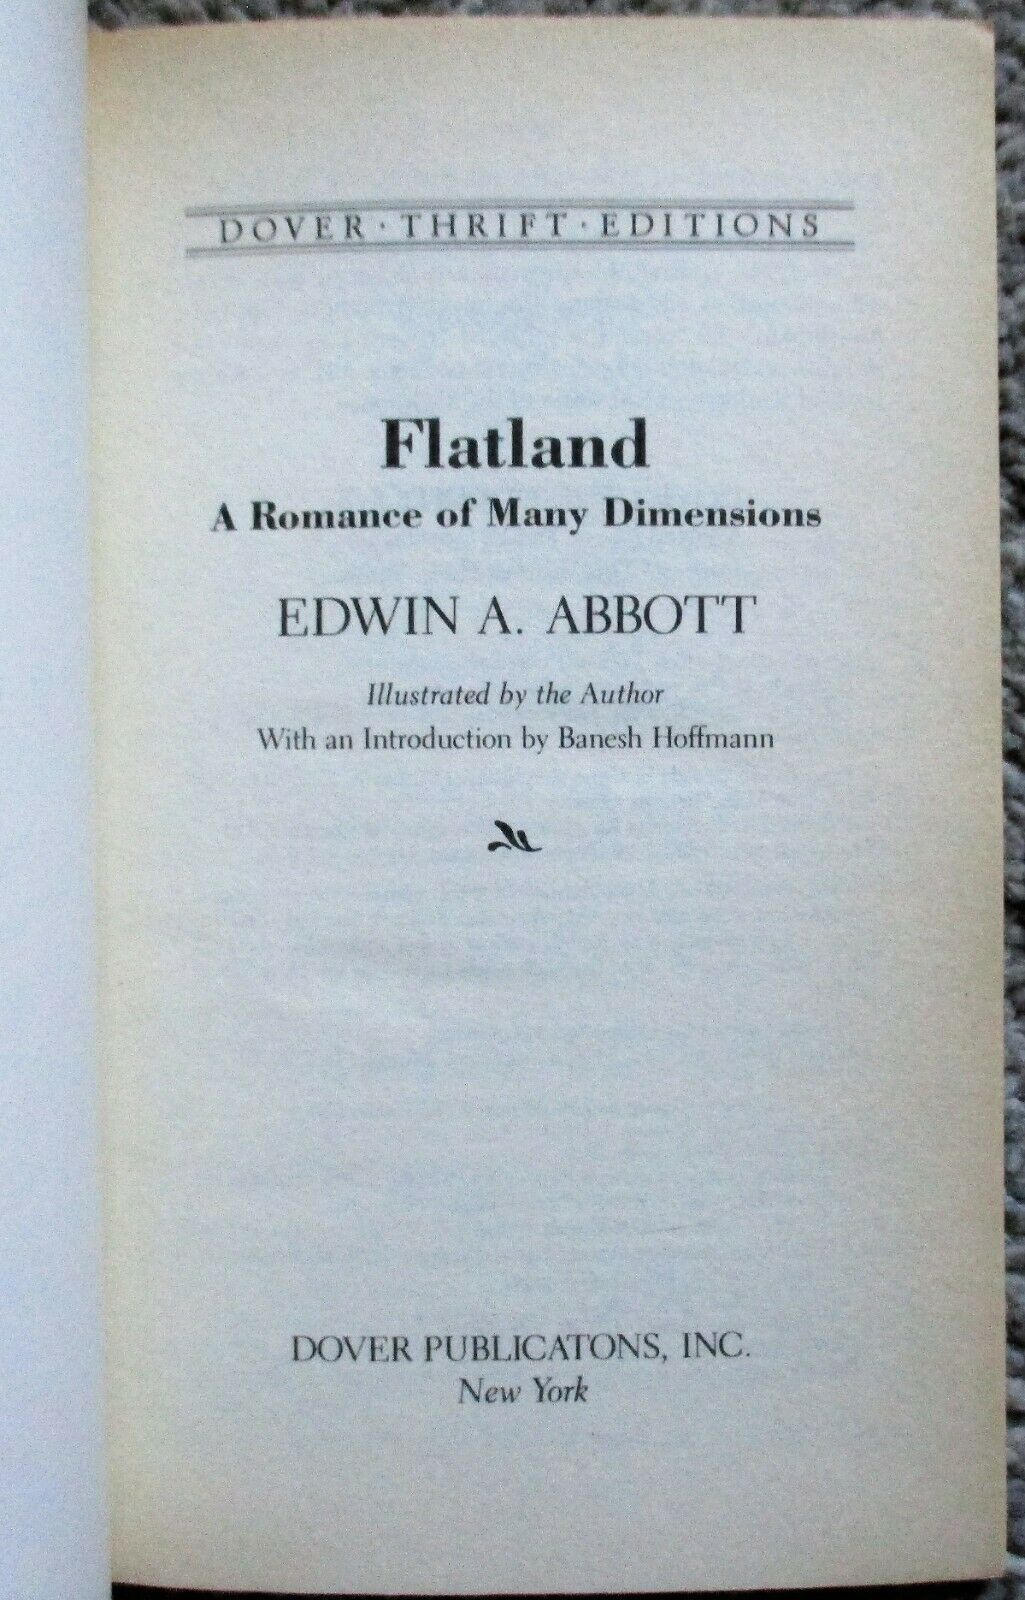 DOVER · THRIFT · EDITIONS
Flatland
A Romance of Many Dimensions
EDWIN A. ABBOTT
Illustrated by the Author
With an Introduction by Banesh Hoffmann
DOVER PUBLICATONS, INC.
New York